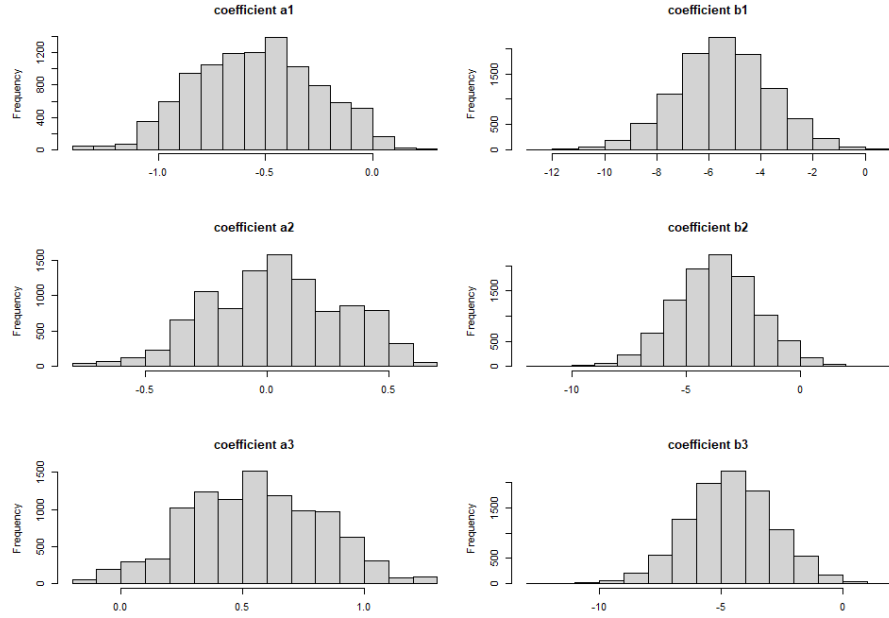 coefficient a1
Frequency
0 400 800 1200
-1.0 -0.5 0.0
coefficient b1
Frequency
0 500 1500
-12 -10 -8 -6 -4 -2 0
coefficient a2
Frequency
0 500 1000 1500
-0.5 0.0 0.5
coefficient b2
Frequency
0 500 1500
-10 -5 0
coefficient a3
Frequency
0 500 1000 1500
0.0 0.5 1.0
coefficient b3
Frequency
0 500 1500
-10 -5 0